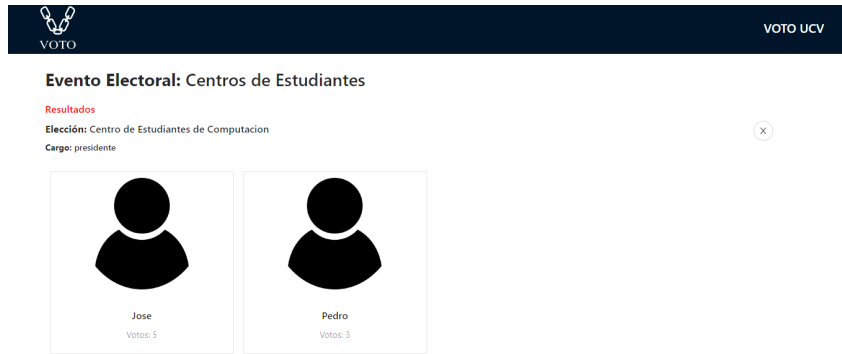 VOTO
VOTO UCV
Evento Electoral: Centros de Estudiantes
Resultados
Elección: Centro de Estudiantes de Computacion
X
Cargo: presidente
Jose
Pedro
Votos: 5
Votos: 3